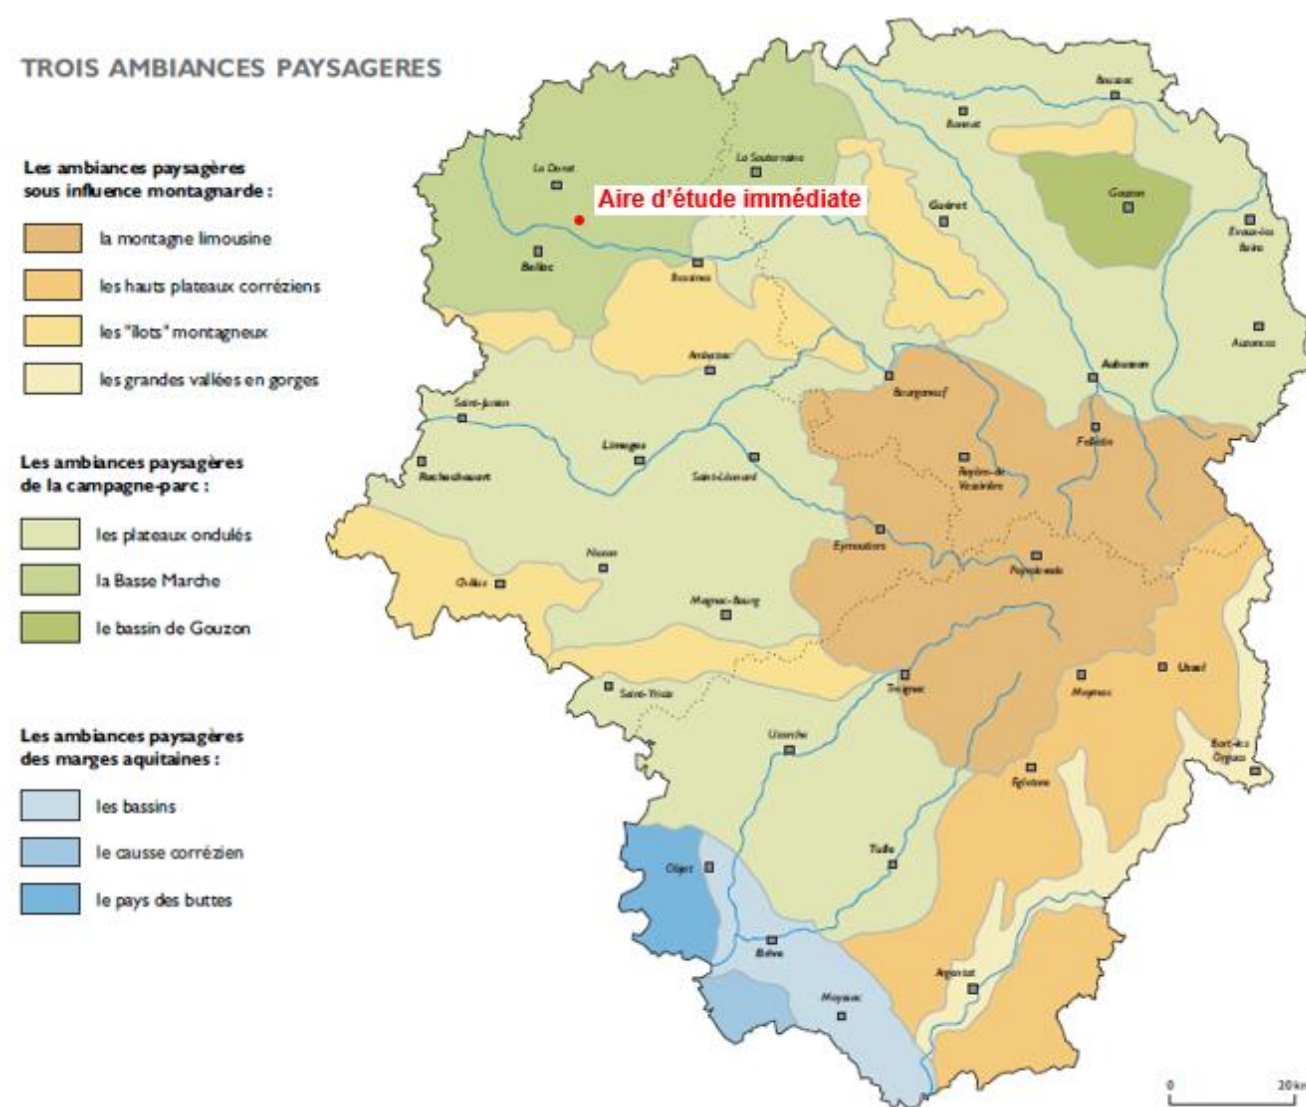 TROIS AMBIANCES PAYSAGERES
Les ambiances paysagères
sous influence montagnarde :
la montagne limousine
les hauts plateaux corréziens
les "îlots" montagneux
les grandes vallées en gorges
Les ambiances paysagères
de la campagne-parc :
les plateaux ondulés
la Basse Marche
le bassin de Gouzon
Les ambiances paysagères
des marges aquitaines :
les bassins
le causse corrézien
le pays des buttes
Boussac
Bonnat
La Souterraine
Le Dorat
Aire d'étude immédiate
Guéret
Gouzon
Evaux-les
Bains
Bellac
Bessines
Auzances
Ambazac
Bourganeuf
Aubusson
Saint-Junien
Felletin
Limoges
Saint-Léonard
Royère-de
Vassivière
Rochechouart
Eymoutiers
Nexon
Peyrelevade
Châlus
Magnac-Bourg
Ussel
Saint-Yrieix
Treignac
Meymac
Uzerche
Bort-les
Orgues
Egletons
Tulle
Objat
Brive
Argentat
Meyssac
0
20 km